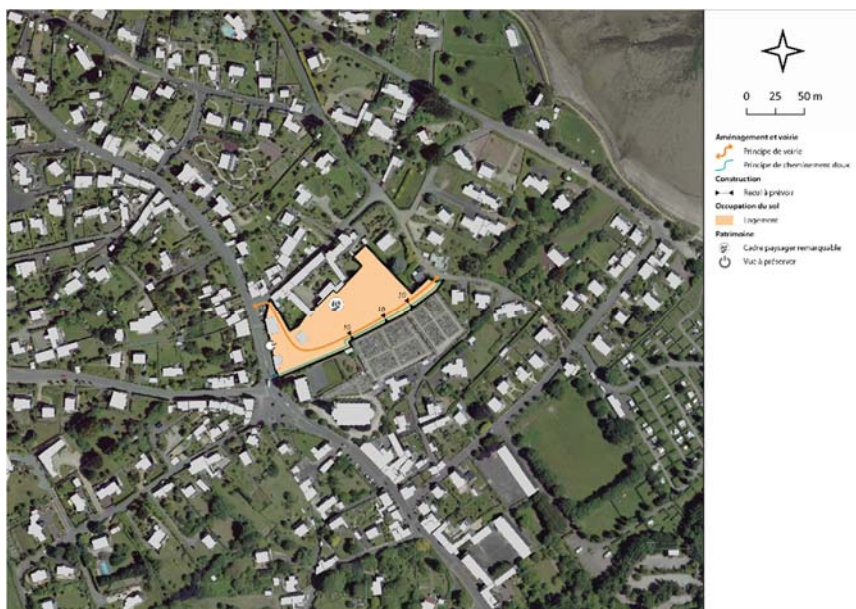 0 25 50 m
Aménagement et voirie
Principe de voirie
Principe de cheminement doux
Construction
Recul à prévoir
Occupation du sol
Logement
Patrimoine
Cadre paysager remarquable
Vue à préserver
10